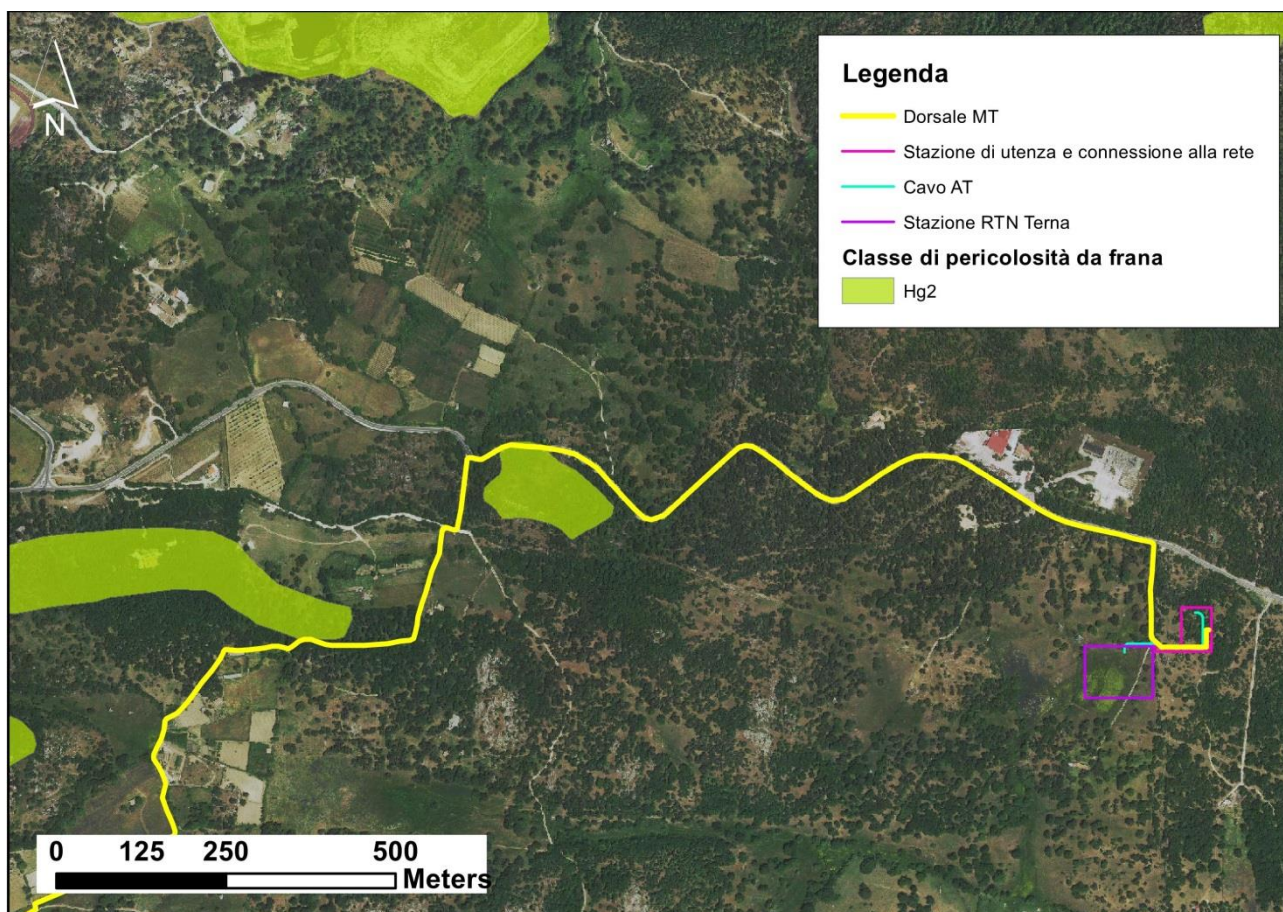 N
Legenda
Dorsale MT
Stazione di utenza e connessione alla rete
Cavo AT
Stazione RTN Terna
Classe di pericolosità da frana
Hg2
0 125 250 500
Meters